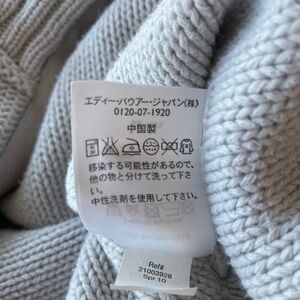 エディー・バウアー・ジャパン(株)
0120-07-1920
中国製
移染する可能性があるので、
他の物と分けて洗って下さ
い。
中性洗剤を使用して下さい。
Ref#
21003928
Spr 10